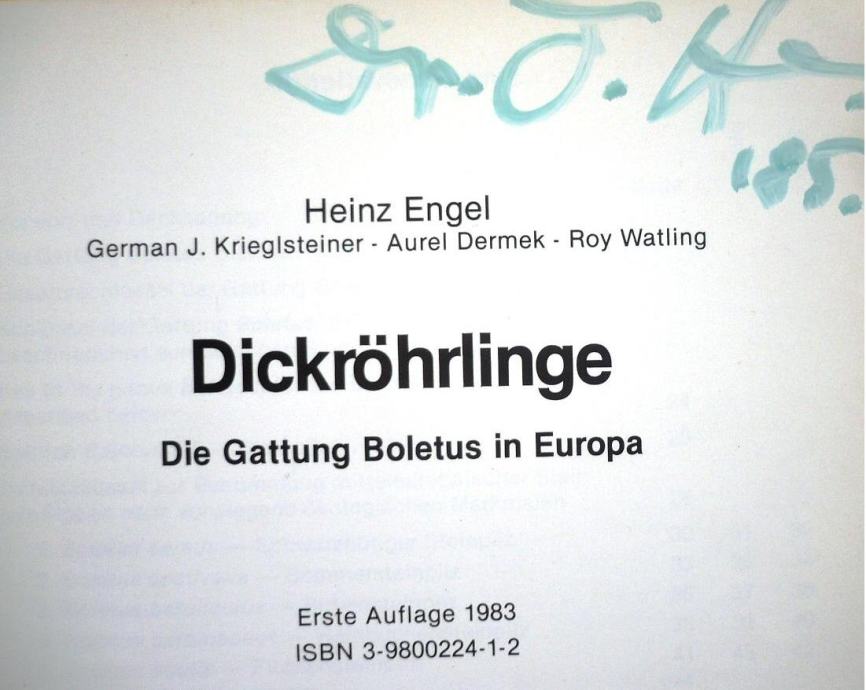 Dr. J. H
Heinz Engel
German J. Krieglsteiner - Aurel Dermek - Roy Watling
Dickröhrlinge
Die Gattung Boletus in Europa
Erste Auflage 1983
ISBN 3-9800224-1-2